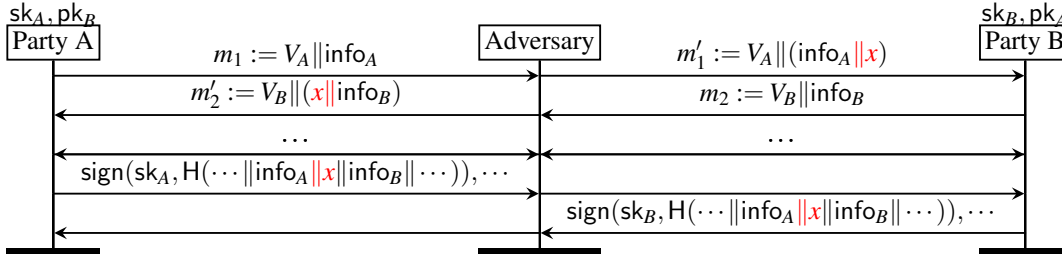 sk_A, pk_B
sk_B, pk_A
Party A
Adversary
Party B
m_1 := V_A||info_A
m'_1 := V_A||(info_A||x)
m'_2 := V_B||(x||info_B)
m_2 := V_B||info_B
...
...
sign(sk_A, H(⋯||info_A||x||info_B||⋯)),⋯
sign(sk_B, H(⋯||info_A||x||info_B||⋯)),⋯